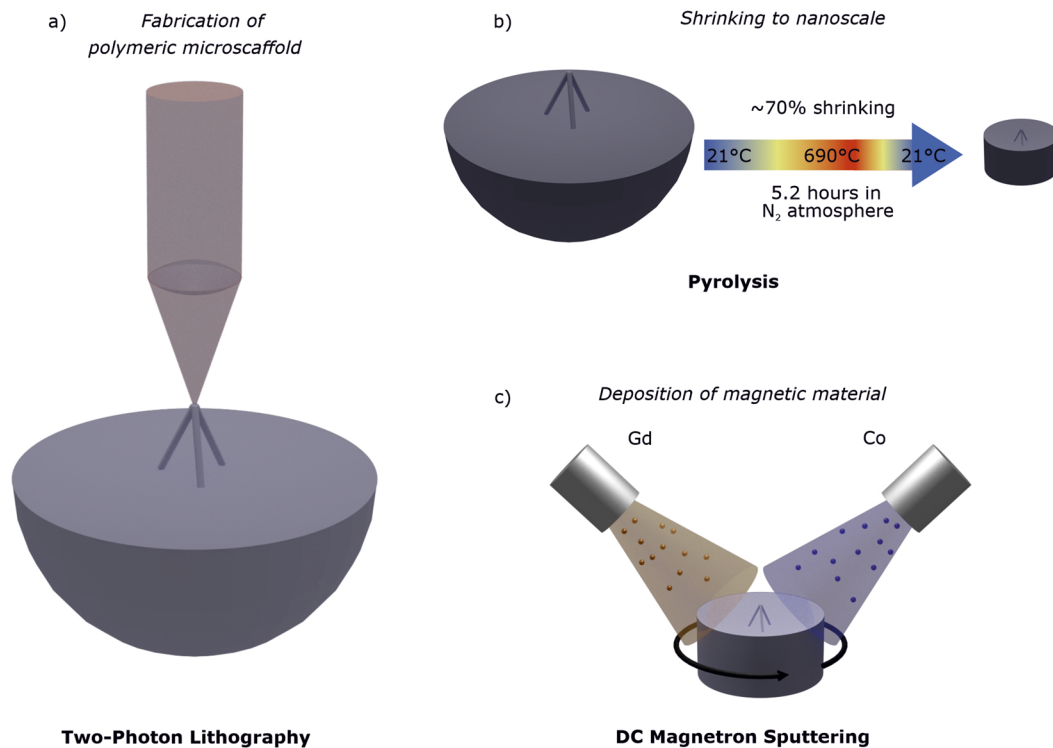 a)
Fabrication of
polymeric microscaffold
Two-Photon Lithography
b)
Shrinking to nanoscale
~70% shrinking
21°C 690°C 21°C
5.2 hours in
N₂ atmosphere
Pyrolysis
c)
Deposition of magnetic material
Gd Co
DC Magnetron Sputtering